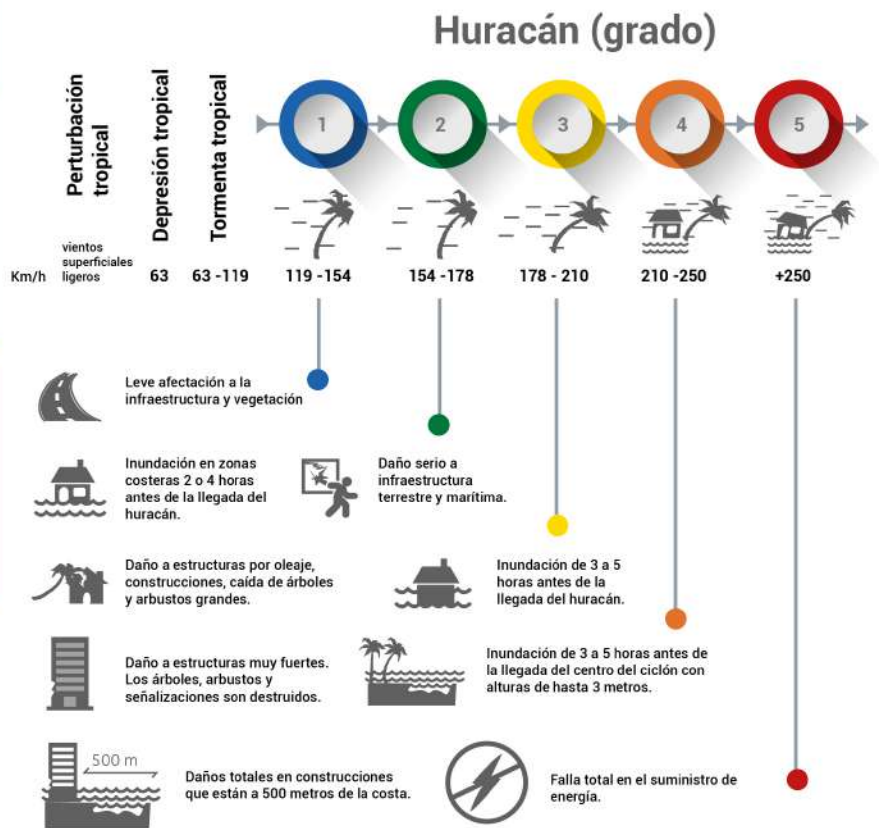 Huracán (grado)
Perturbación
tropical
Depresión tropical
Tormenta tropical
1
2
3
4
5
vientos
superficiales
ligeros
Km/h
63
63 -119
119 -154
154 -178
178 - 210
210 -250
+250
Leve afectación a la
infraestructura y vegetación
Inundación en zonas
costeras 2 o 4 horas
antes de la llegada del
huracán.
Daño serio a
infraestructura
terrestre y marítima.
Daño a estructuras por oleaje,
construcciones, caída de árboles
y arbustos grandes.
Inundación de 3 a 5
horas antes de la
llegada del huracán.
Daño a estructuras muy fuertes.
Los árboles, arbustos y
señalizaciones son destruidos.
Inundación de 3 a 5 horas antes de
la llegada del centro del ciclón con
alturas de hasta 3 metros.
500 m
Daños totales en construcciones
que están a 500 metros de la costa.
Falla total en el suministro de
energía.